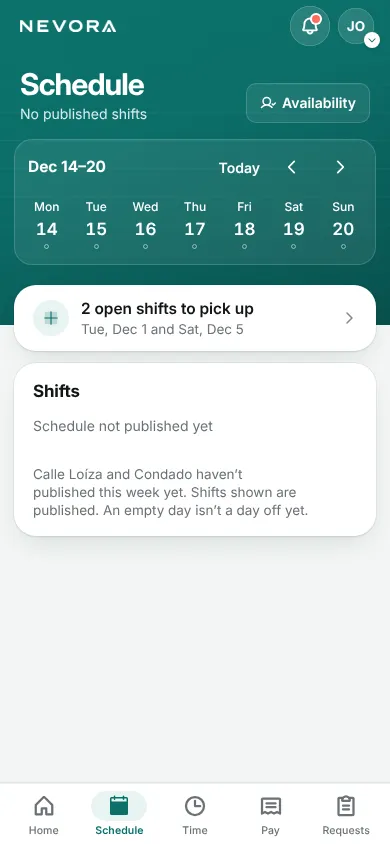 NEVORA
JO
Schedule
No published shifts
Availability
Dec 14–20
Today
Mon Tue Wed Thu Fri Sat Sun
14 15 16 17 18 19 20
2 open shifts to pick up
Tue, Dec 1 and Sat, Dec 5
Shifts
Schedule not published yet
Calle Loíza and Condado haven’t
published this week yet. Shifts shown are
published. An empty day isn’t a day off yet.
Home Schedule Time Pay Requests